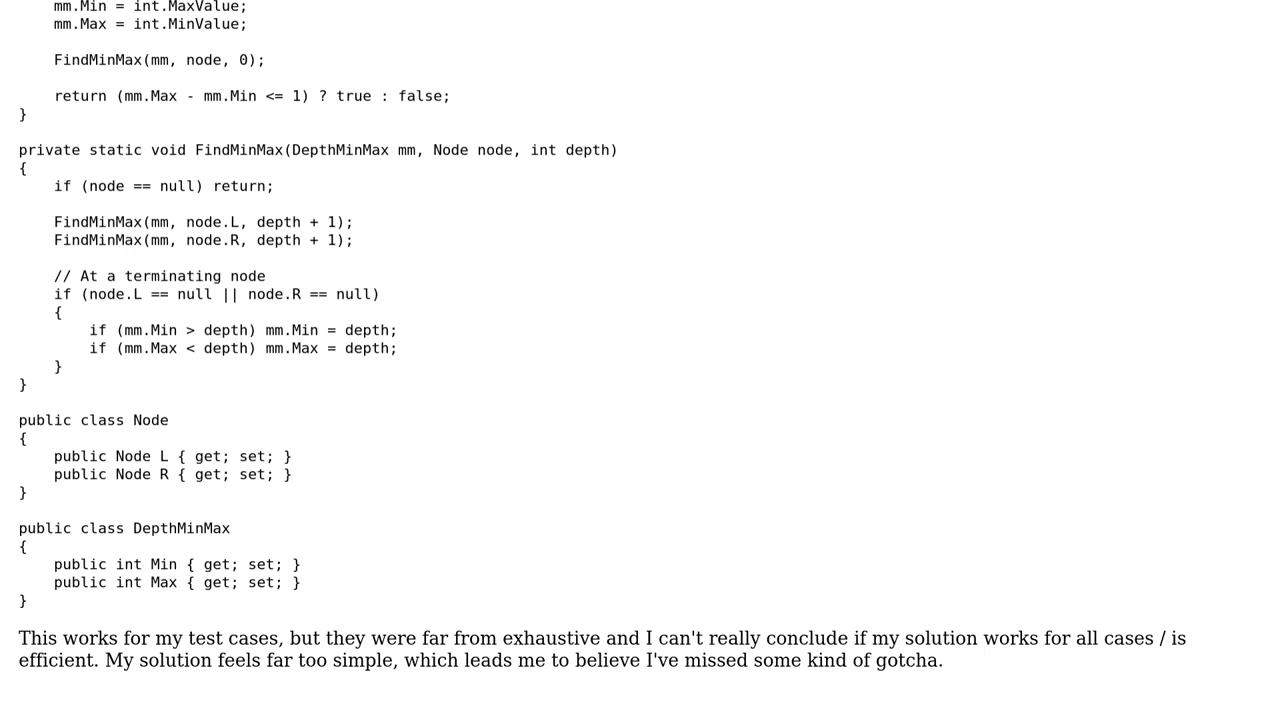 mm.Min = int.MaxValue;
mm.Max = int.MinValue;
FindMinMax(mm, node, 0);
return (mm.Max - mm.Min <= 1) ? true : false;
}
private static void FindMinMax(DepthMinMax mm, Node node, int depth)
{
if (node == null) return;
FindMinMax(mm, node.L, depth + 1);
FindMinMax(mm, node.R, depth + 1);
// At a terminating node
if (node.L == null || node.R == null)
{
if (mm.Min > depth) mm.Min = depth;
if (mm.Max < depth) mm.Max = depth;
}
}
public class Node
{
public Node L { get; set; }
public Node R { get; set; }
}
public class DepthMinMax
{
public int Min { get; set; }
public int Max { get; set; }
}
This works for my test cases, but they were far from exhaustive and I can't really conclude if my solution works for all cases / is
efficient. My solution feels far too simple, which leads me to believe I've missed some kind of gotcha.